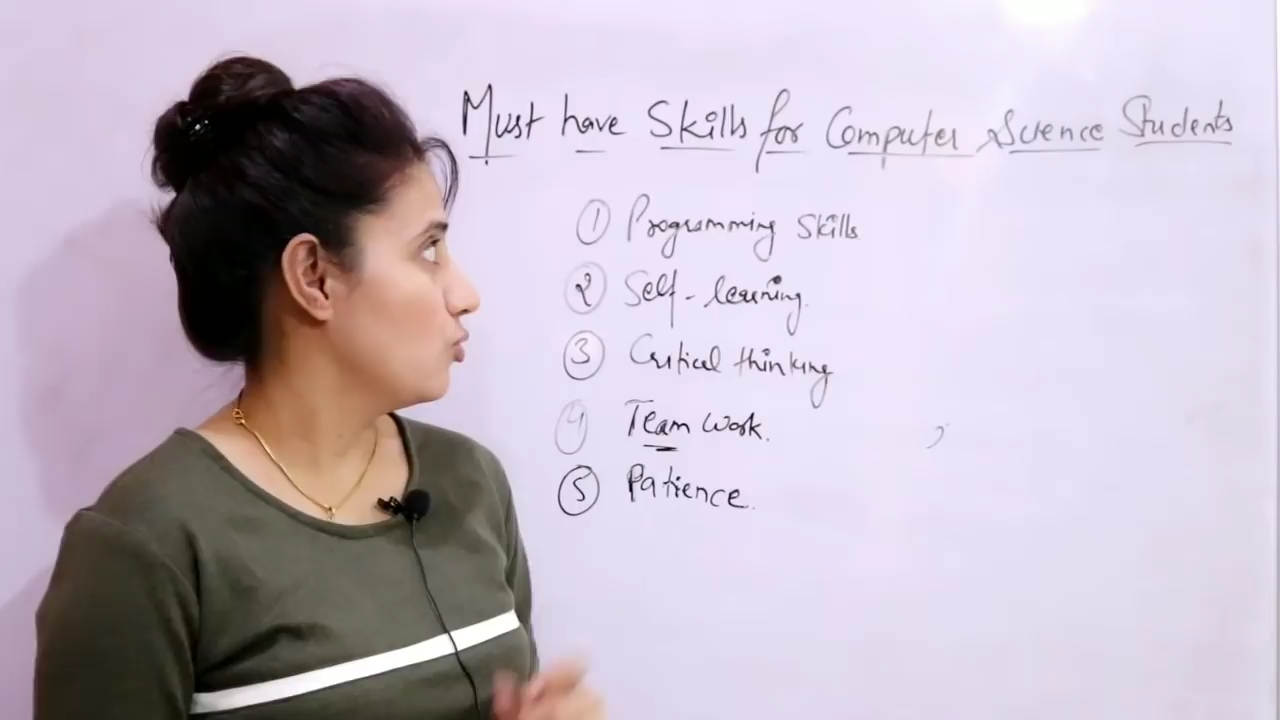 Must have Skills for Computer Science Students
① Programming Skills
② Self-learning.
③ Critical thinking
④ Team work.
⑤ Patience.